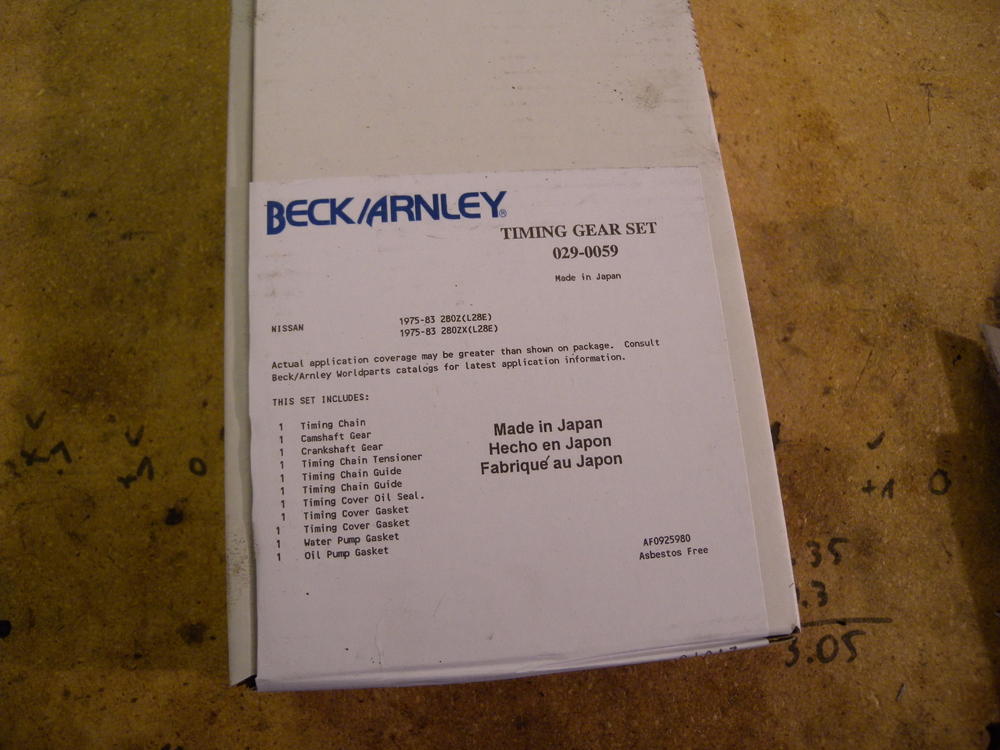 BECK/ARNLEY®
TIMING GEAR SET
029-0059
Made in Japan
NISSAN 1975-83 280Z(L28E)
1975-83 280ZX(L28E)
Actual application coverage may be greater than shown on package. Consult
Beck/Arnley Worldparts catalogs for latest application information.
THIS SET INCLUDES:
1 Timing Chain
1 Camshaft Gear
1 Crankshaft Gear
1 Timing Chain Tensioner
1 Timing Chain Guide
1 Timing Chain Guide
1 Timing Cover Oil Seal.
1 Timing Cover Gasket
1 Timing Cover Gasket
1 Water Pump Gasket
1 Oil Pump Gasket
Made in Japan
Hecho en Japon
Fabrique´ au Japon
AF0925980
Asbestos Free
+1 0
+1 0
.35
.3
3.05